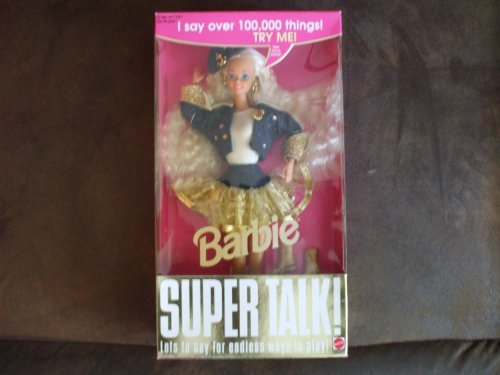 I say over 100,000 things!
TRY ME!
Barbie
SUPER TALK!
Lots to say for endless ways to play!